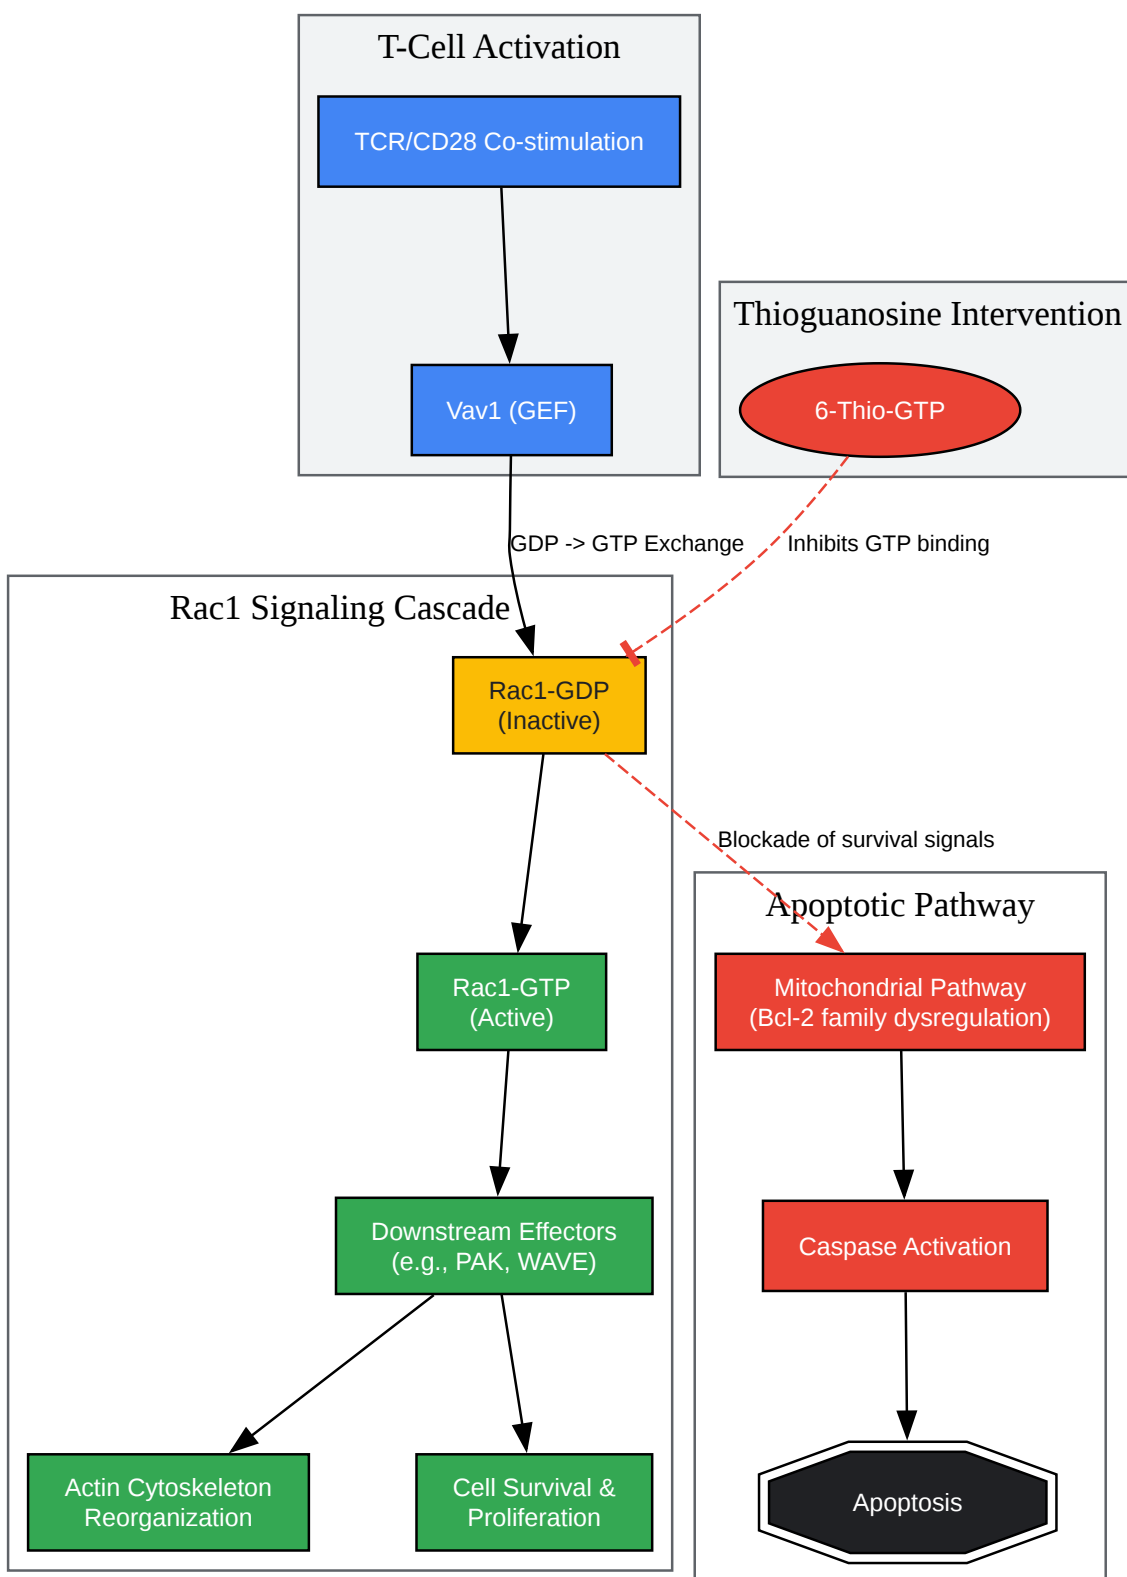 T-Cell Activation
TCR/CD28 Co-stimulation
Thioguanosine Intervention
Vav1 (GEF)
6-Thio-GTP
GDP -> GTP Exchange
Inhibits GTP binding
Rac1 Signaling Cascade
Rac1-GDP
(Inactive)
Blockade of survival signals
Apoptotic Pathway
Rac1-GTP
(Active)
Mitochondrial Pathway
(Bcl-2 family dysregulation)
Downstream Effectors
(e.g., PAK, WAVE)
Caspase Activation
Actin Cytoskeleton
Reorganization
Cell Survival &
Proliferation
Apoptosis